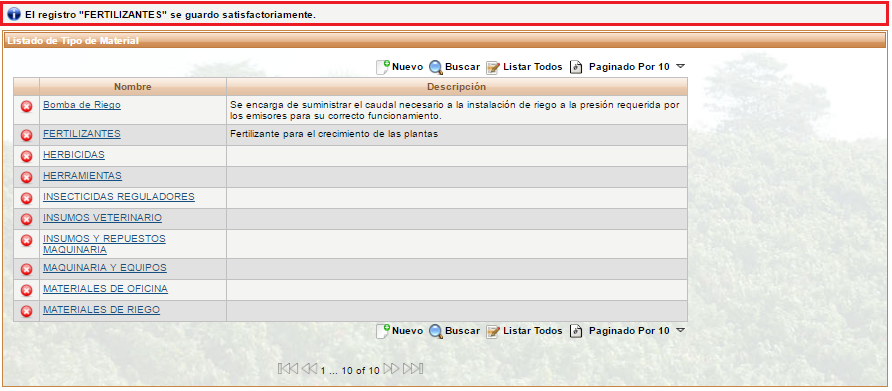 El registro "FERTILIZANTES" se guardo satisfactoriamente.
Listado de Tipo de Material
Nuevo Buscar Listar Todos Paginado Por 10
Nombre Descripción
Bomba de Riego Se encarga de suministrar el caudal necesario a la instalación de riego a la presión requerida por
los emisores para su correcto funcionamiento.
FERTILIZANTES Fertilizante para el crecimiento de las plantas
HERBICIDAS
HERRAMIENTAS
INSECTICIDAS REGULADORES
INSUMOS VETERINARIO
INSUMOS Y REPUESTOS
MAQUINARIA
MAQUINARIA Y EQUIPOS
MATERIALES DE OFICINA
MATERIALES DE RIEGO
Nuevo Buscar Listar Todos Paginado Por 10
1 ... 10 of 10